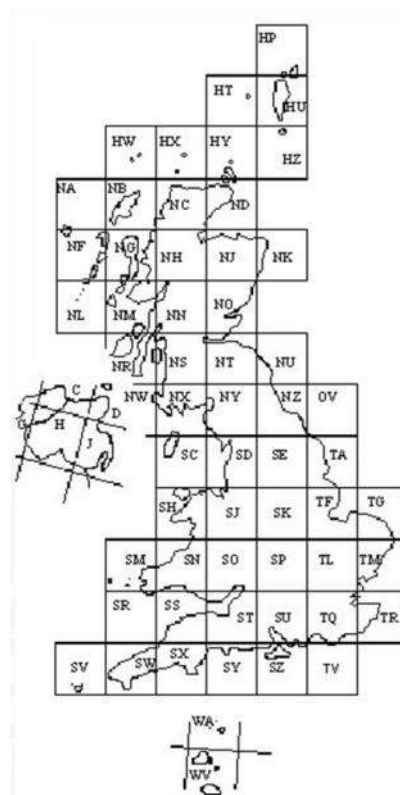 HP
HT
HU
HW HX HY
HZ
NA NB
NC ND
NF NG
NH NJ NK
NL NM NN NO
NR NS NT NU
C
NW NX NY NZ OV
D
G H
J
SC SD SE TA
SH SJ SK TF TG
SM SN SO SP TL TM
SR SS ST SU TQ TR
SV SW SX SY SZ TV
WA
WV